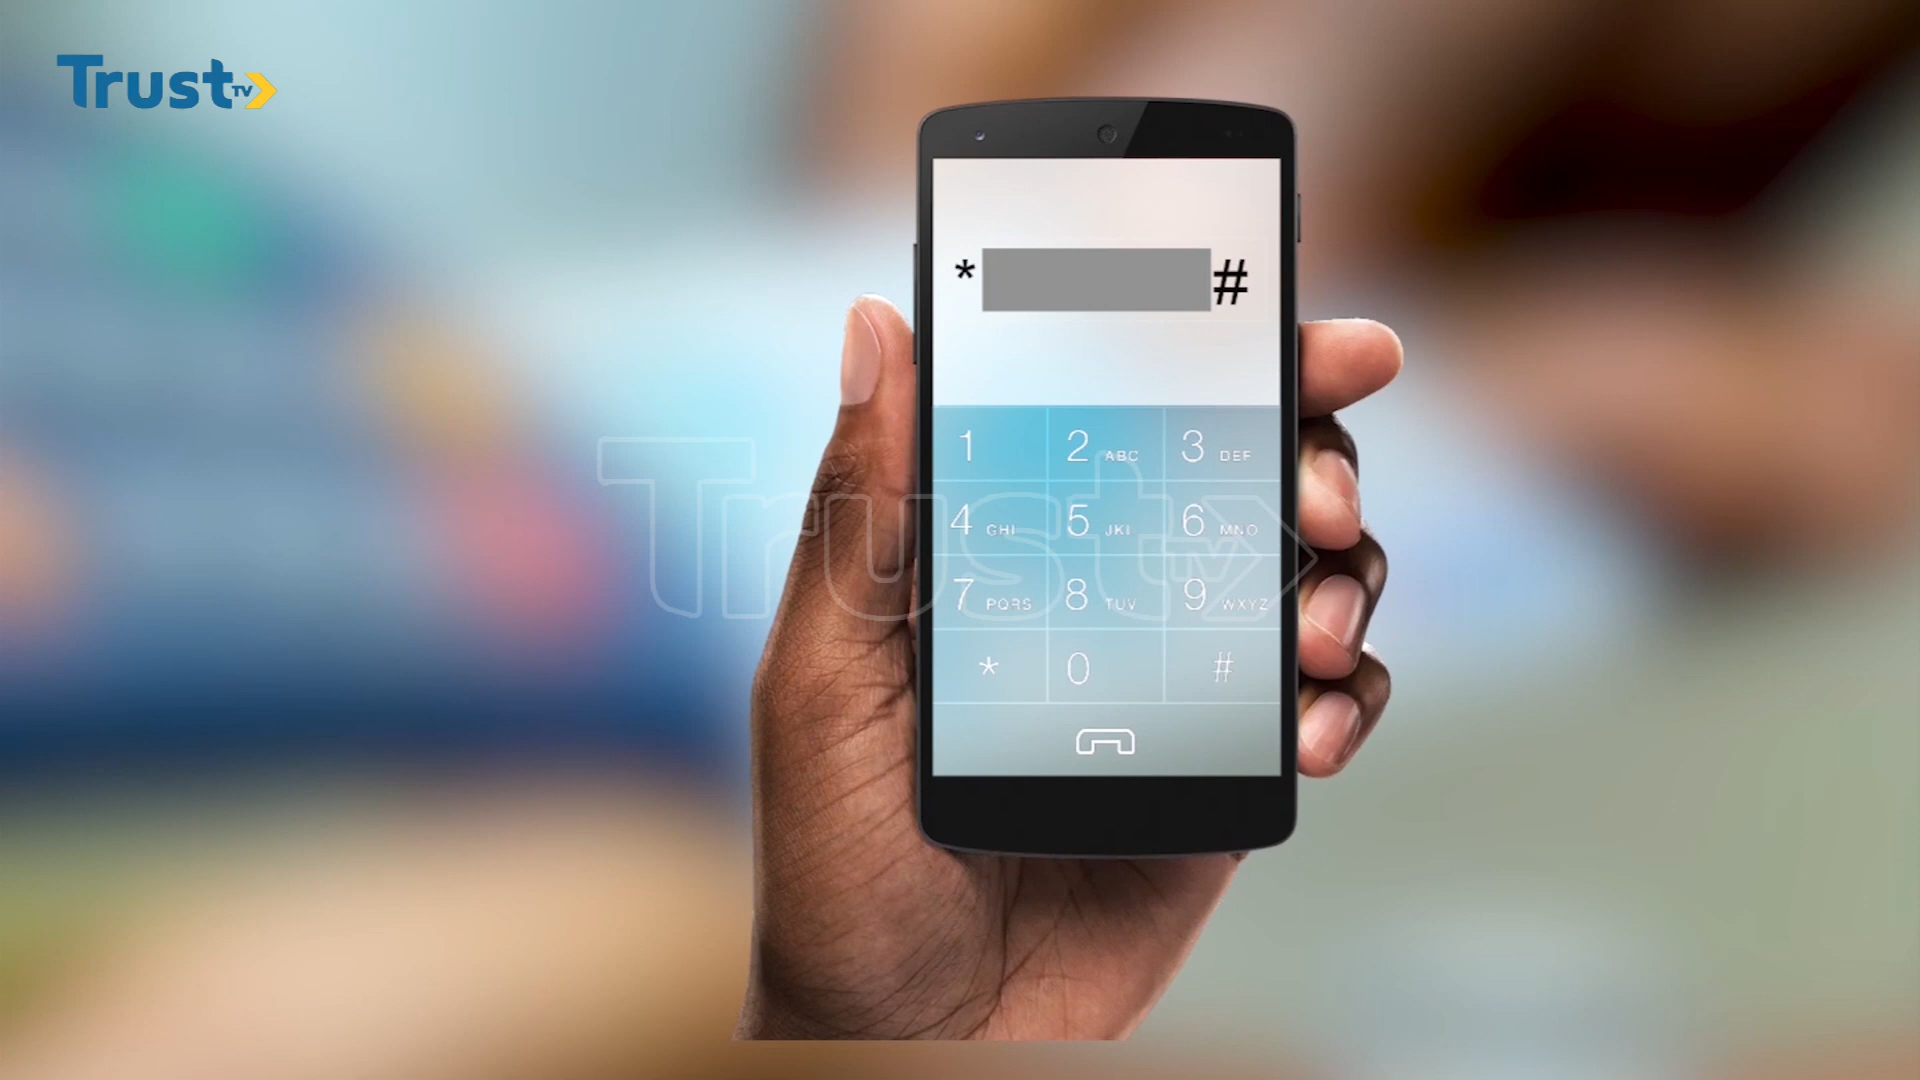 Trust TV
* #
1
2 ABC
3 DEF
4 GHI
5 JKL
6 MNO
7 PQRS
8 TUV
9 WXYZ
*
0
#
Trust TV